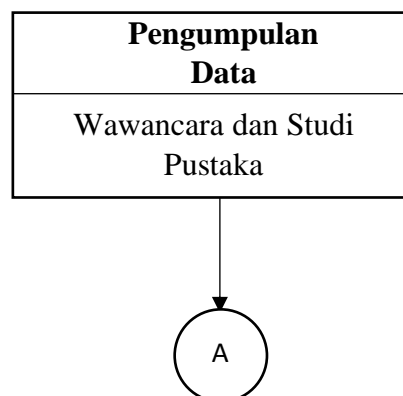 Pengumpulan
Data
Wawancara dan Studi
Pustaka
A